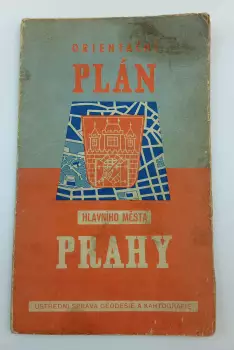 ORIENTAČNÍ
PLÁN
HLAVNÍHO MĚSTA
PRAHY
ÚSTŘEDNÍ SPRÁVA GEODESIE A KARTOGRAFIE